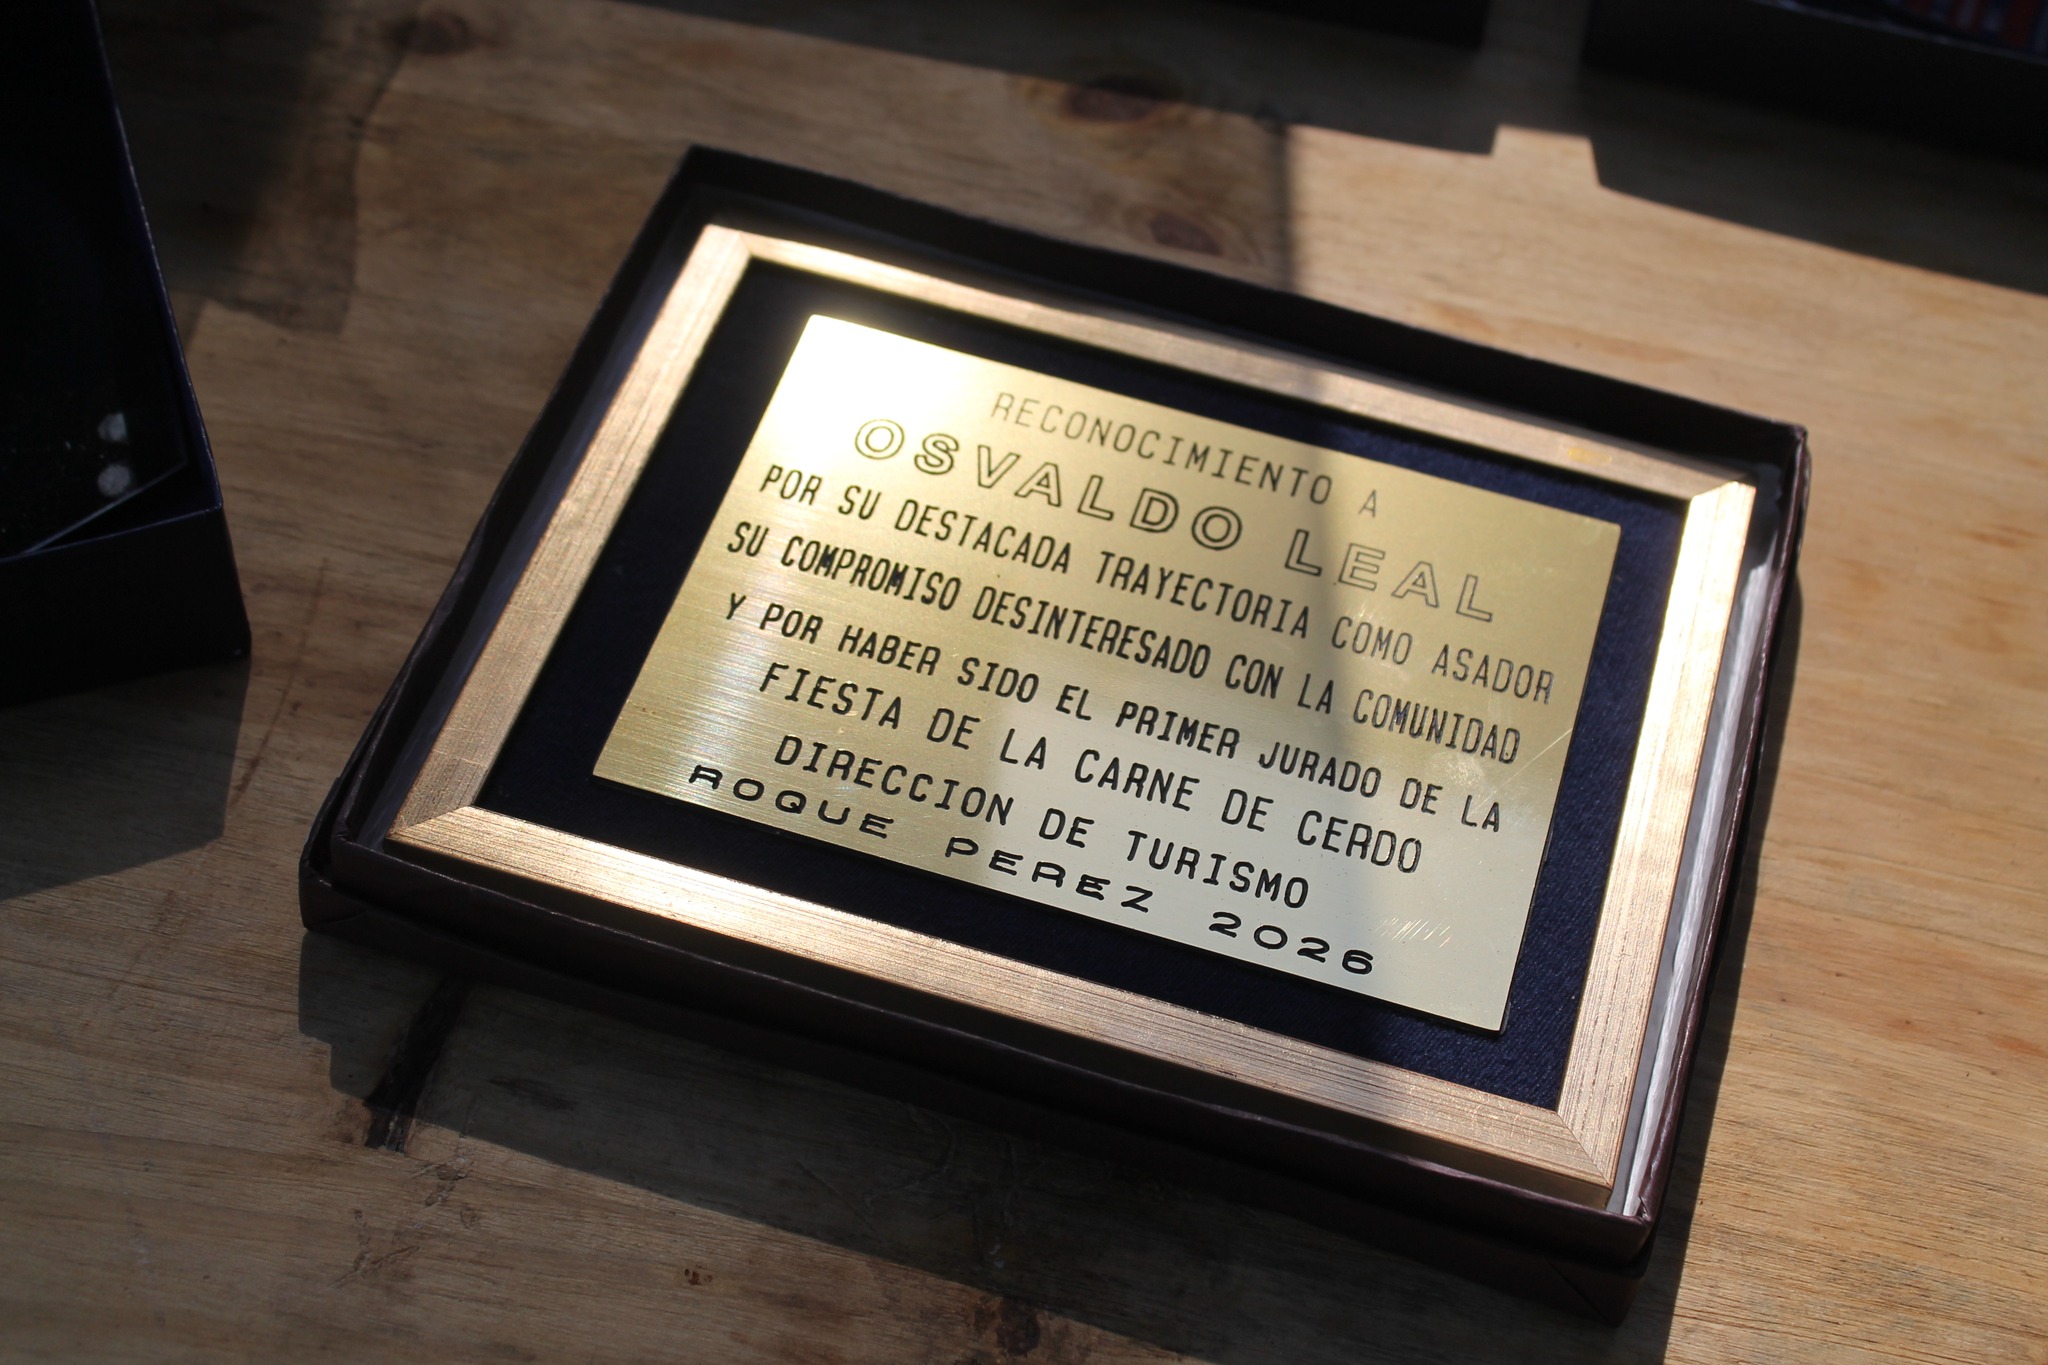 RECONOCIMIENTO A
OSVALDO LEAL
POR SU DESTACADA TRAYECTORIA COMO ASADOR
SU COMPROMISO DESINTERESADO CON LA COMUNIDAD
Y POR HABER SIDO EL PRIMER JURADO DE LA
FIESTA DE LA CARNE DE CERDO
DIRECCION DE TURISMO
ROQUE PEREZ 2026